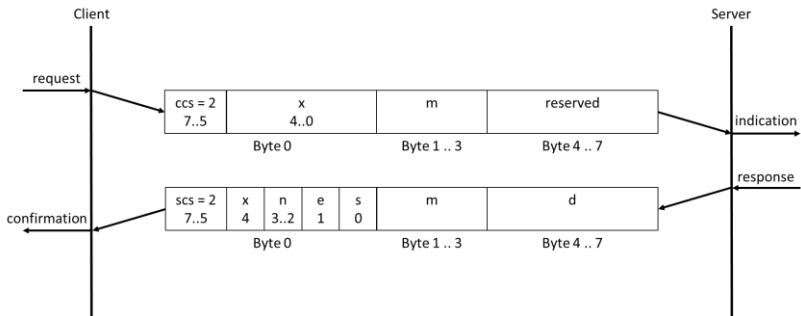 Client
Server
request
ccs = 2
7..5
x
4..0
m
reserved
indication
Byte 0
Byte 1 .. 3
Byte 4 .. 7
response
scs = 2
7..5
x
4
n
3..2
e
1
s
0
m
d
confirmation
Byte 0
Byte 1 .. 3
Byte 4 .. 7